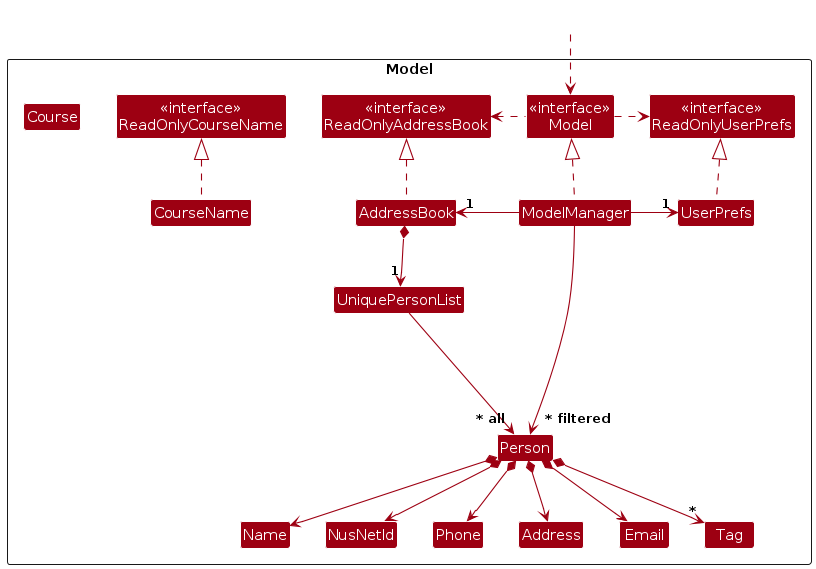 Model
Course
«interface»
ReadOnlyCourseName
«interface»
ReadOnlyAddressBook
«interface»
Model
«interface»
ReadOnlyUserPrefs
CourseName
AddressBook
1
ModelManager
1
UserPrefs
1
UniquePersonList
* all
* filtered
Person
*
Name
NusNetId
Phone
Address
Email
Tag